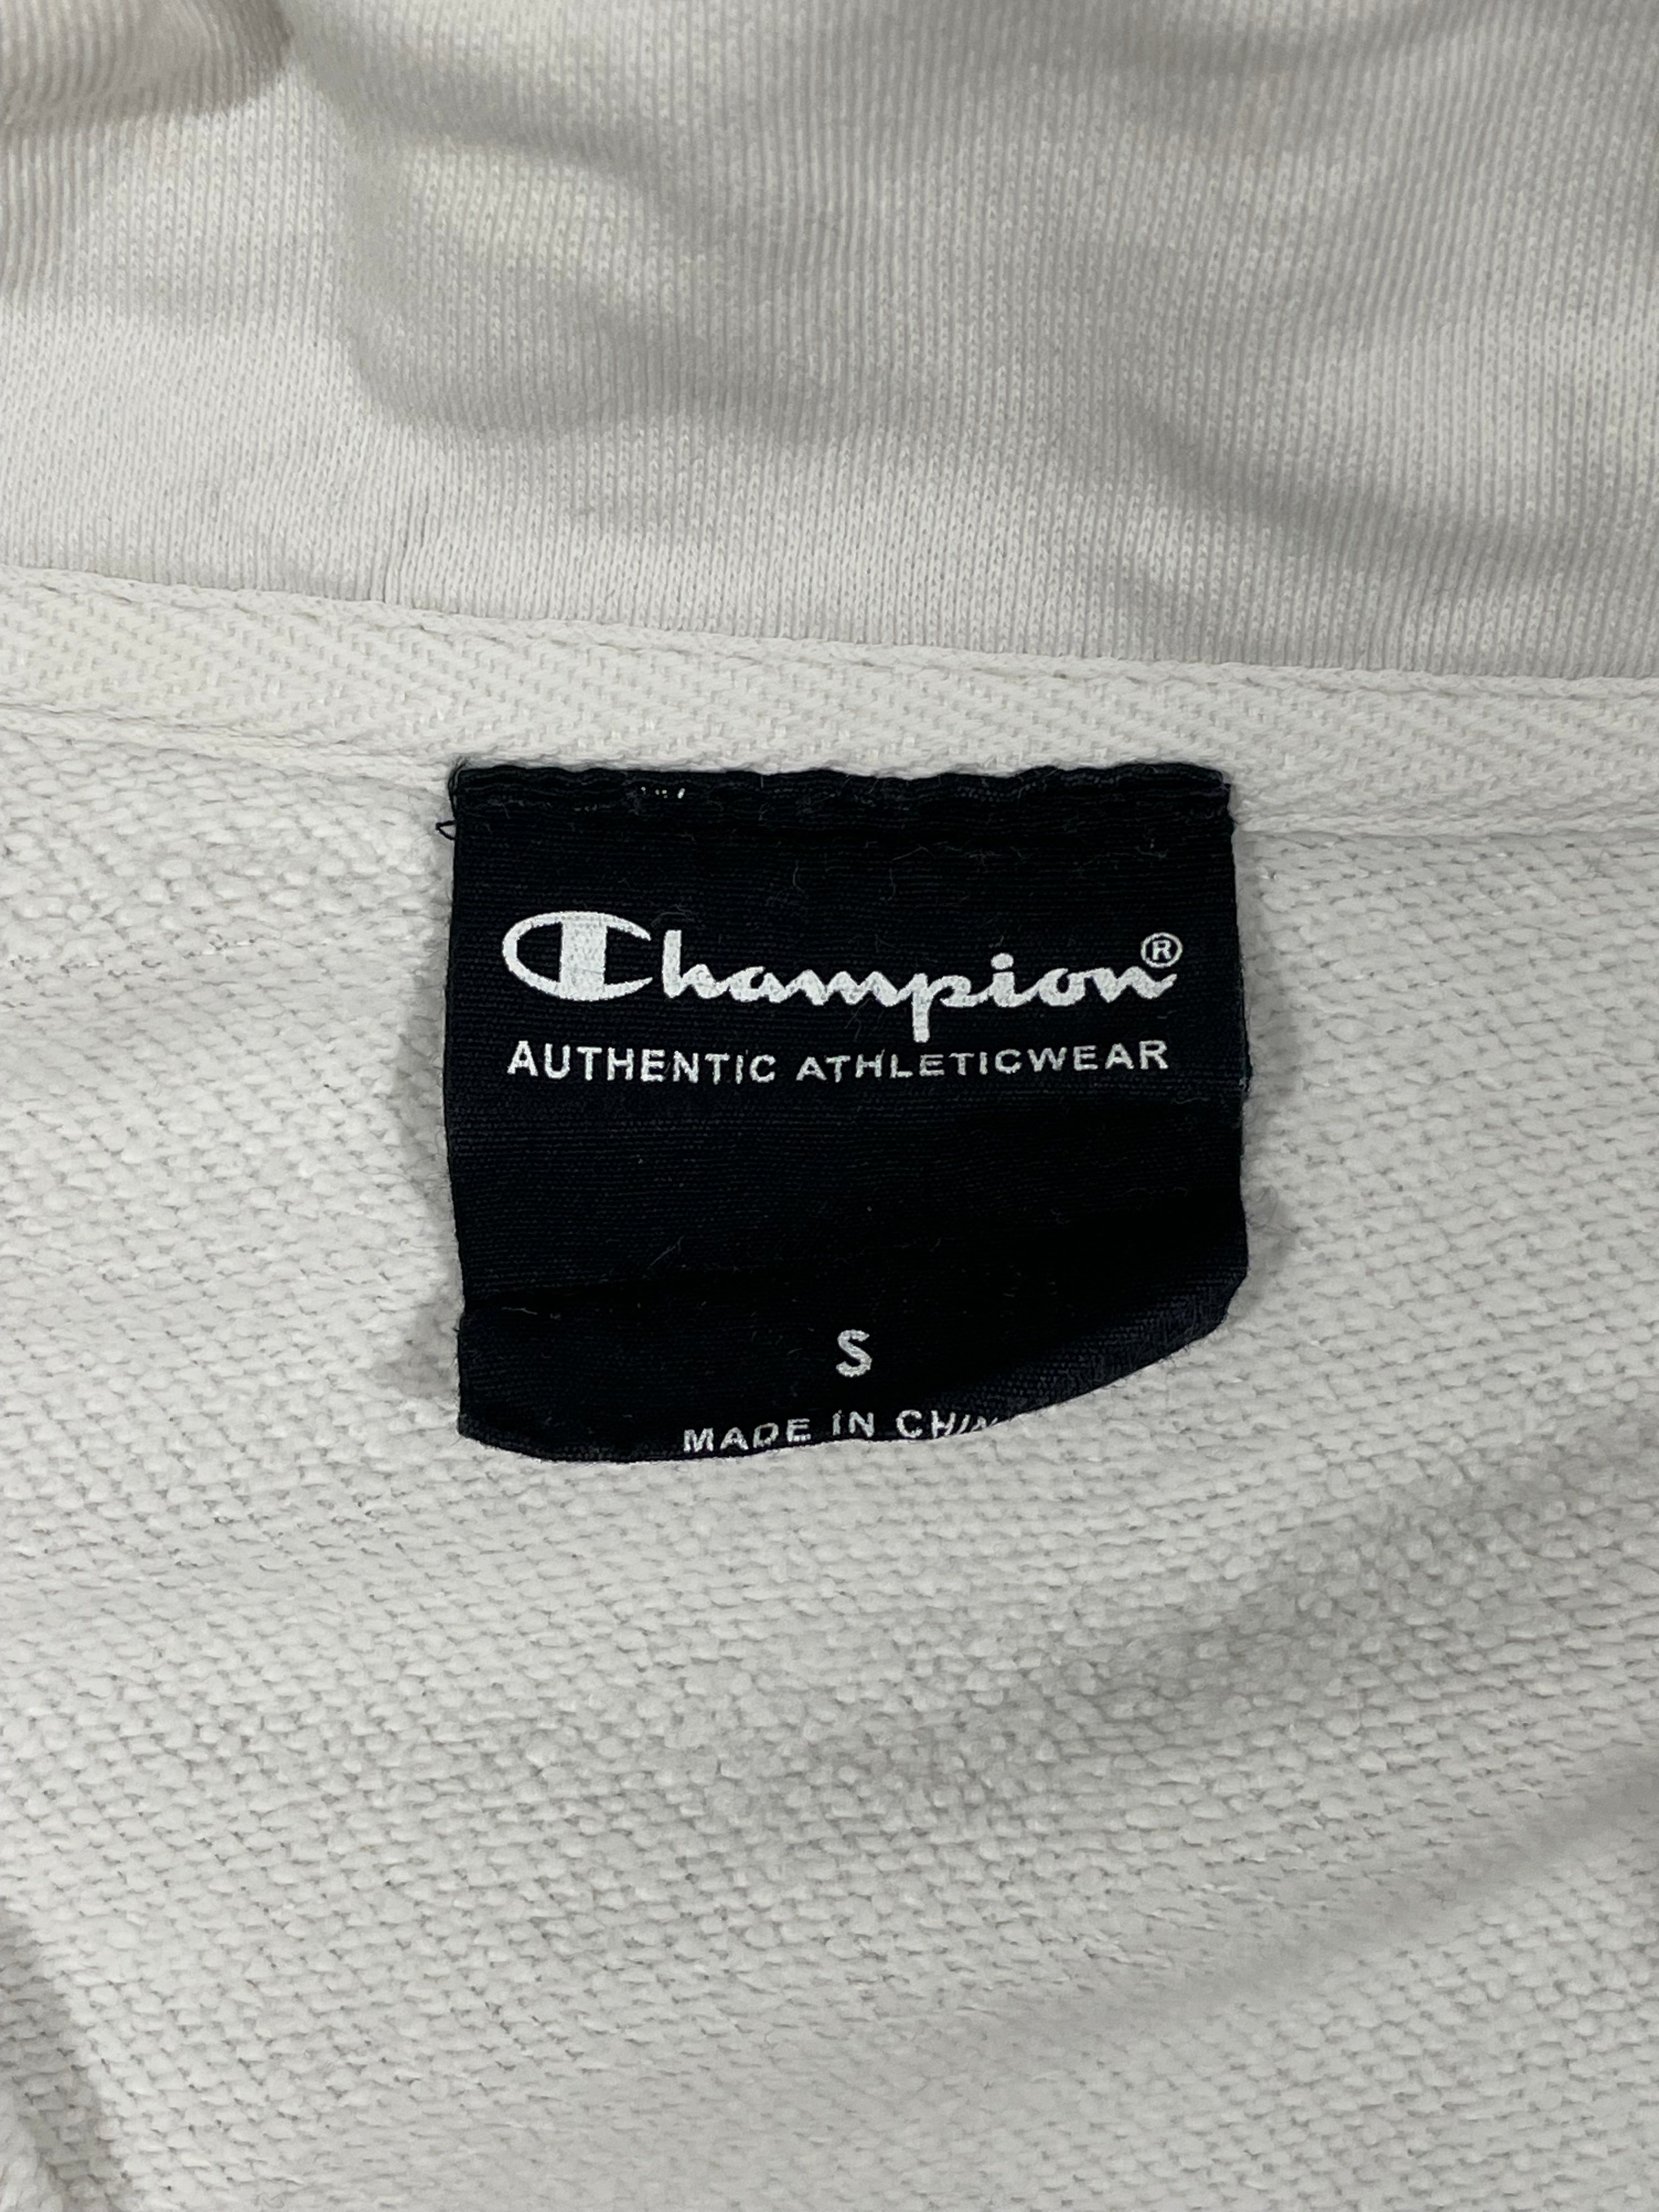 Champion®
AUTHENTIC ATHLETICWEAR
S
MADE IN CHIN